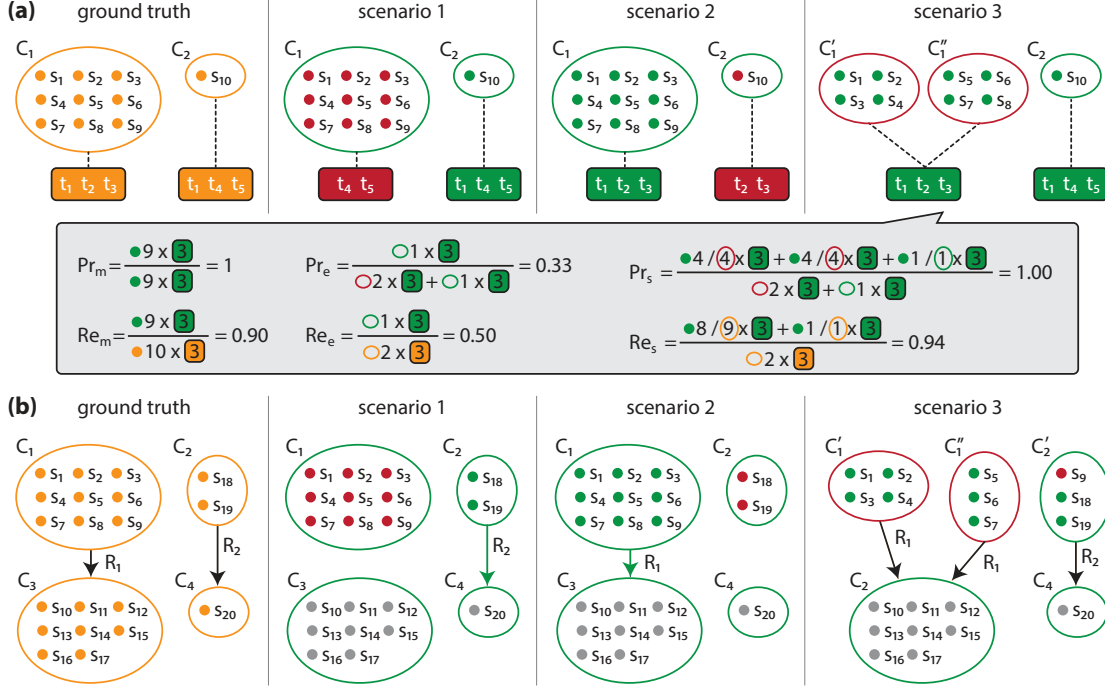 (a)
ground truth
scenario 1
scenario 2
scenario 3
C1 C2
S1 S2 S3
S4 S5 S6
S7 S8 S9
S10
t1 t2 t3
t1 t4 t5
C1 C2
S1 S2 S3
S4 S5 S6
S7 S8 S9
S10
t4 t5
t1 t4 t5
C1 C2
S1 S2 S3
S4 S5 S6
S7 S8 S9
S10
t1 t2 t3
t2 t3
C'1 C''1 C2
S1 S2
S3 S4
S5 S6
S7 S8
S10
t1 t2 t3
t1 t4 t5
Prm= 9 x 3 / 9 x 3 = 1
Pre= 1 x 3 / 2 x 3 + 1 x 3 = 0.33
Prs = 4 / 4 x 3 + 4 / 4 x 3 + 1 / 1 x 3 / 2 x 3 + 1 x 3 = 1.00
Rem= 9 x 3 / 10 x 3 = 0.90
Ree = 1 x 3 / 2 x 3 = 0.50
Res = 8 / 9 x 3 + 1 / 1 x 3 / 2 x 3 = 0.94
(b)
ground truth
scenario 1
scenario 2
scenario 3
C1 C2
S1 S2 S3
S4 S5 S6
S7 S8 S9
S18
S19
R1
R2
C3 C4
S10 S11 S12
S13 S14 S15
S16 S17
S20
C1 C2
S1 S2 S3
S4 S5 S6
S7 S8 S9
S18
S19
R2
C3 C4
S10 S11 S12
S13 S14 S15
S16 S17
S20
C1 C2
S1 S2 S3
S4 S5 S6
S7 S8 S9
S18
S19
R1
C3 C4
S10 S11 S12
S13 S14 S15
S16 S17
S20
C'1 C''1 C'2
S1 S2
S3 S4
S5
S6
S7
S9
S18
S19
R1
R1
R2
C2 C4
S10 S11 S12
S13 S14 S15
S16 S17
S20